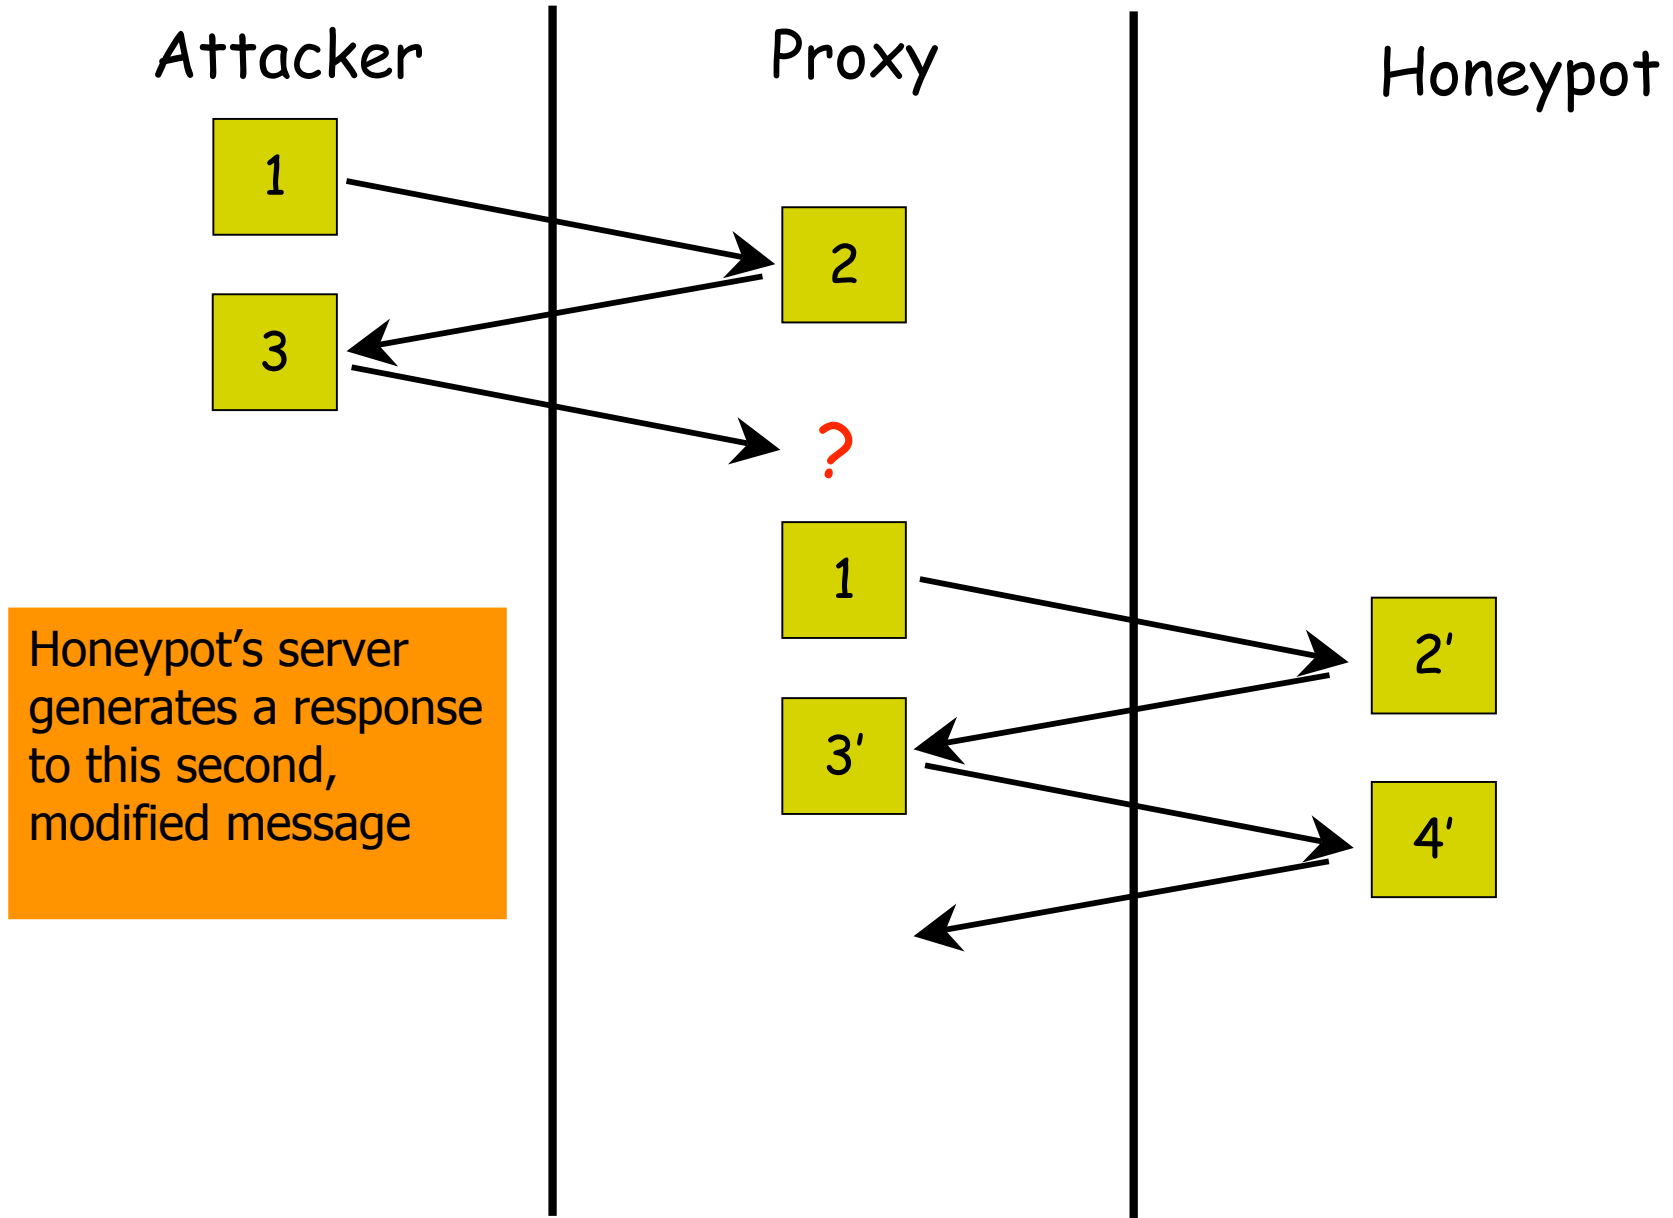 Attacker
Proxy
Honeypot
1
2
3
?
1
2'
3'
4'
Honeypot’s server
generates a response
to this second,
modified message